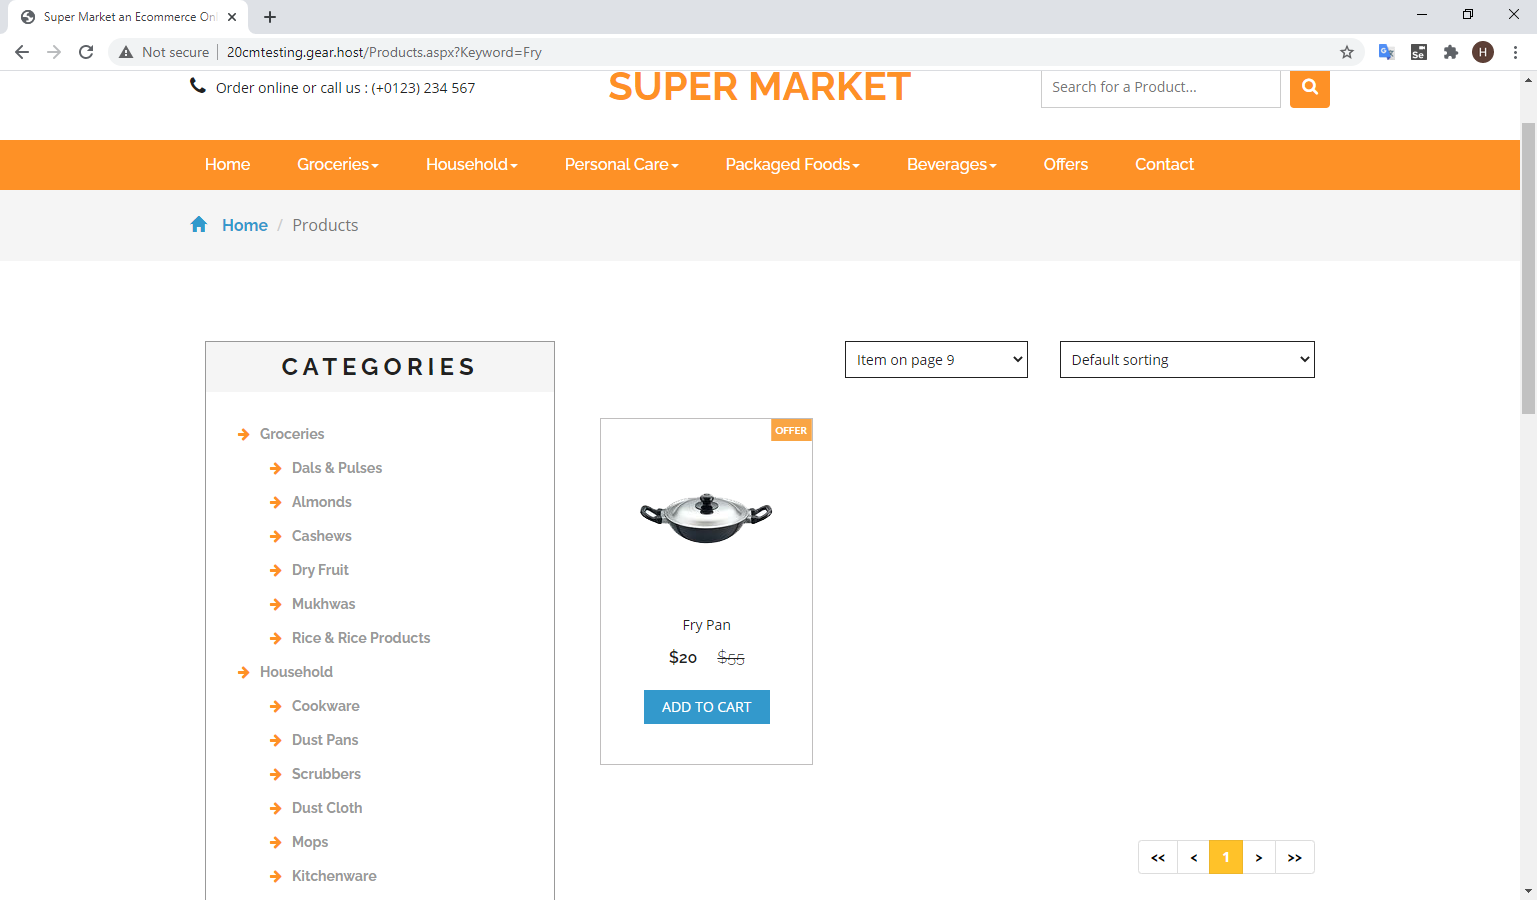 Super Market an Ecommerce Onl
Not secure
20cmtesting.gear.host/Products.aspx?Keyword=Fry
Se
H
Order online or call us : (+0123) 234 567
SUPER MARKET
Search for a Product...
Home
Groceries
Household
Personal Care
Packaged Foods
Beverages
Offers
Contact
Home / Products
CATEGORIES
Groceries
Dals & Pulses
Almonds
Cashews
Dry Fruit
Mukhwas
Rice & Rice Products
Household
Cookware
Dust Pans
Scrubbers
Dust Cloth
Mops
Kitchenware
Item on page 9
Default sorting
OFFER
Fry Pan
$20 $55
ADD TO CART
<< < 1 > >>